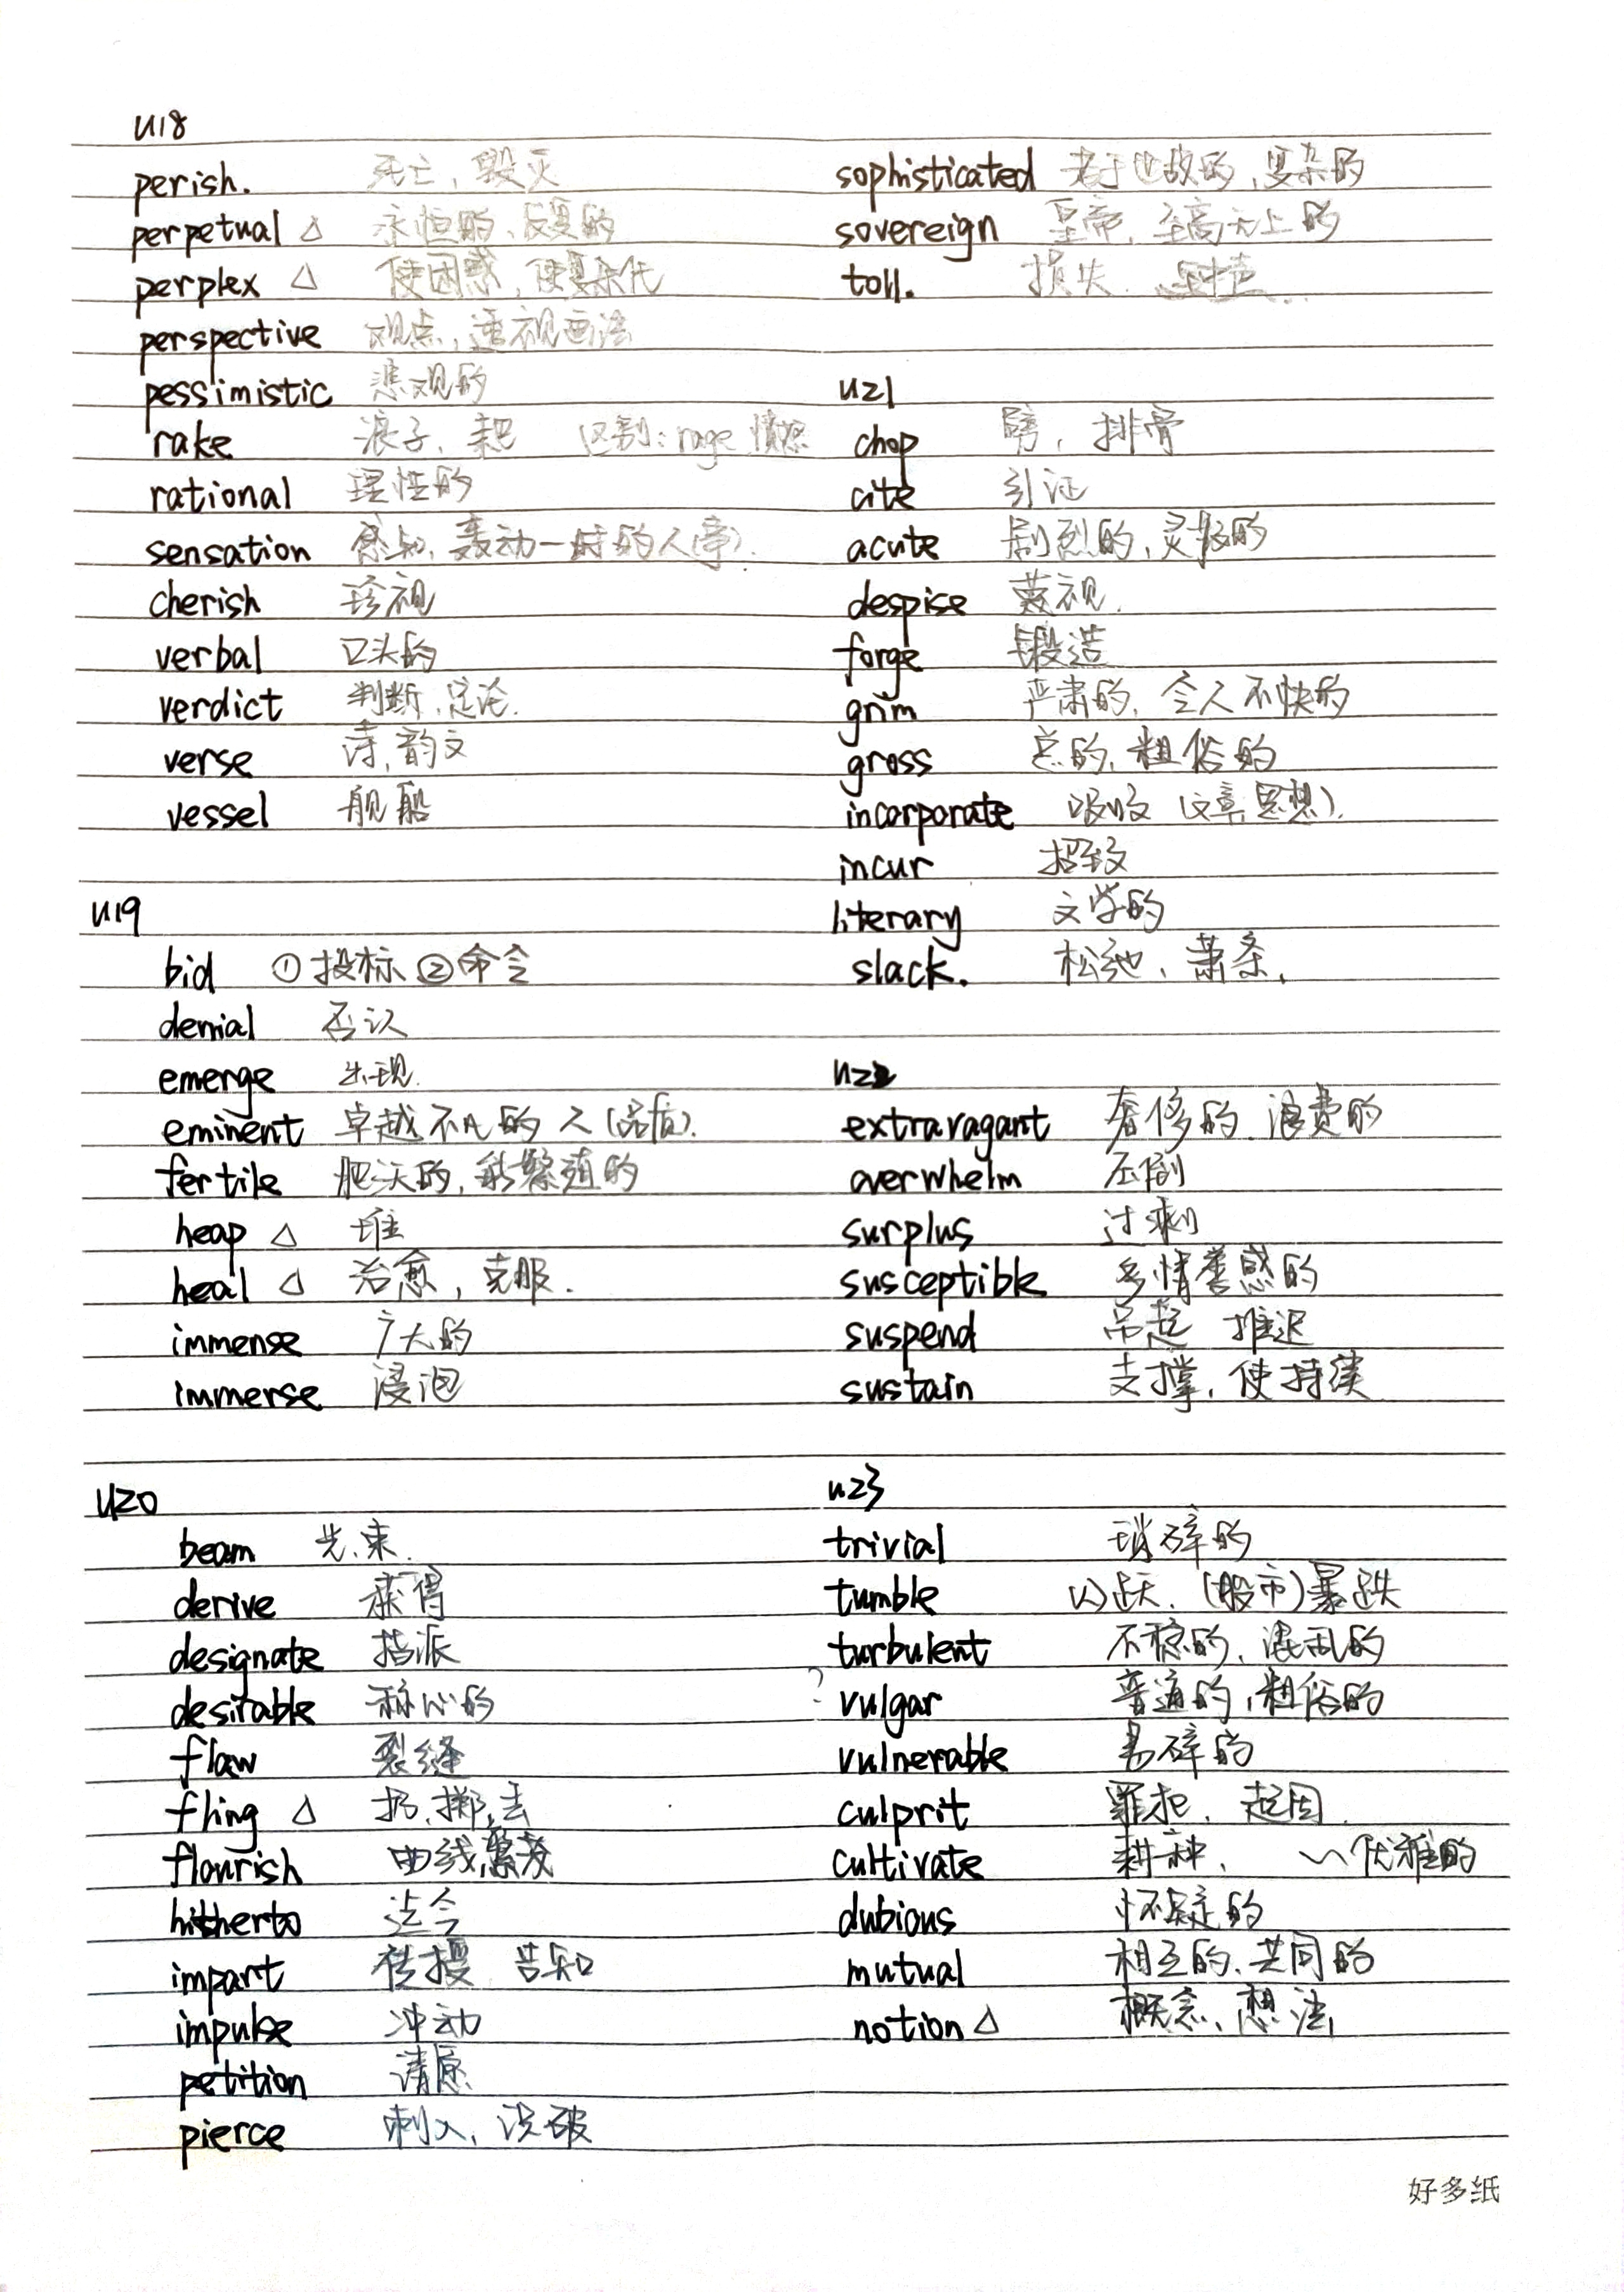 U18
perish. 死亡，毁灭
perpetual △ 永恒的、反复的
perplex △ 使困惑，使复杂化
perspective 观点，透视画法
pessimistic 悲观的
rake 浪子，耙 区别：rage 愤怒
rational 理性的
sensation 感知，轰动一时的人(事).
cherish 珍视
verbal 口头的
verdict 判断，定论.
verse 诗，韵文
vessel 舰船
U19
bid ①投标 ②命令
denial 否认
emerge 出现.
eminent 卓越不凡的 人(品质).
fertile 肥沃的，能繁殖的
heap △ 堆
heal △ 治愈，克服.
immense 广大的
immerse 浸泡
U20
beam 光束.
derive 获得
designate 指派
desirable 称心的
flaw 裂缝
fling △ 扔，掷，去
flourish 曲线，繁茂
hitherto 迄今
impart 传授 告知
impulse 冲动
petition 请愿
pierce 刺入、识破
sophisticated 老于世故的，复杂的
sovereign 皇帝，至高无上的
toll. 损失.
U21
chop 劈，排骨
cite 引证
acute 剧烈的，灵敏的
despise 蔑视.
forge 锻造
grim 严肃的，令人不快的
gross 总的，粗俗的
incorporate 吸收 (文章思想).
incur 招致
literary 文学的
slack. 松弛、萧条.
U22
extravagant 奢侈的，浪费的
overwhelm 压倒
surplus 过剩
susceptible 多情善感的
suspend 吊起 推迟
sustain 支撑，使持续
U23
trivial 琐碎的
tumble 跃. (股市)暴跌
turbulent 不稳的，混乱的
? vulgar 普通的，粗俗的
vulnerable 易碎的
culprit 罪犯，起因.
cultivate 耕种， ~优雅的
dubious 怀疑的
mutual 相互的、共同的
notion △ 概念、想法
好多纸